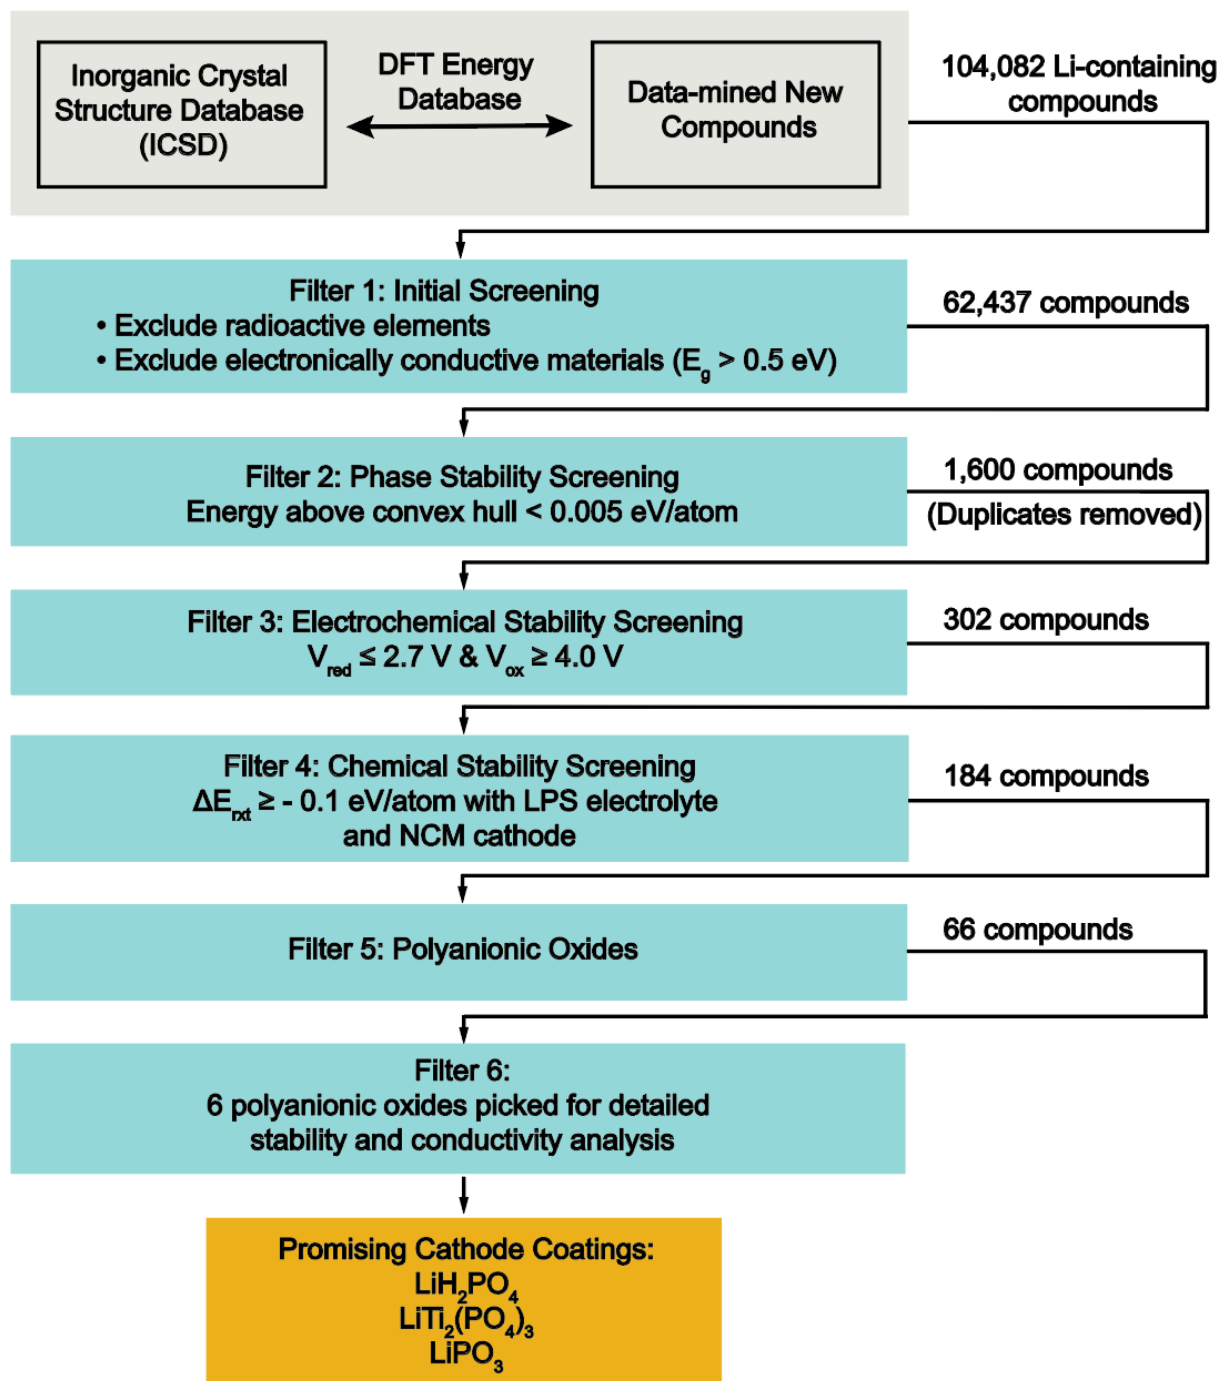 Inorganic Crystal
Structure Database
(ICSD)
DFT Energy
Database
Data-mined New
Compounds
104,082 Li-containing
compounds
Filter 1: Initial Screening
• Exclude radioactive elements
• Exclude electronically conductive materials (E_g > 0.5 eV)
62,437 compounds
Filter 2: Phase Stability Screening
Energy above convex hull < 0.005 eV/atom
1,600 compounds
(Duplicates removed)
Filter 3: Electrochemical Stability Screening
V_red ≤ 2.7 V & V_ox ≥ 4.0 V
302 compounds
Filter 4: Chemical Stability Screening
ΔE_rxt ≥ - 0.1 eV/atom with LPS electrolyte
and NCM cathode
184 compounds
Filter 5: Polyanionic Oxides
66 compounds
Filter 6:
6 polyanionic oxides picked for detailed
stability and conductivity analysis
Promising Cathode Coatings:
LiH₂PO₄
LiTi₂(PO₄)₃
LiPO₃